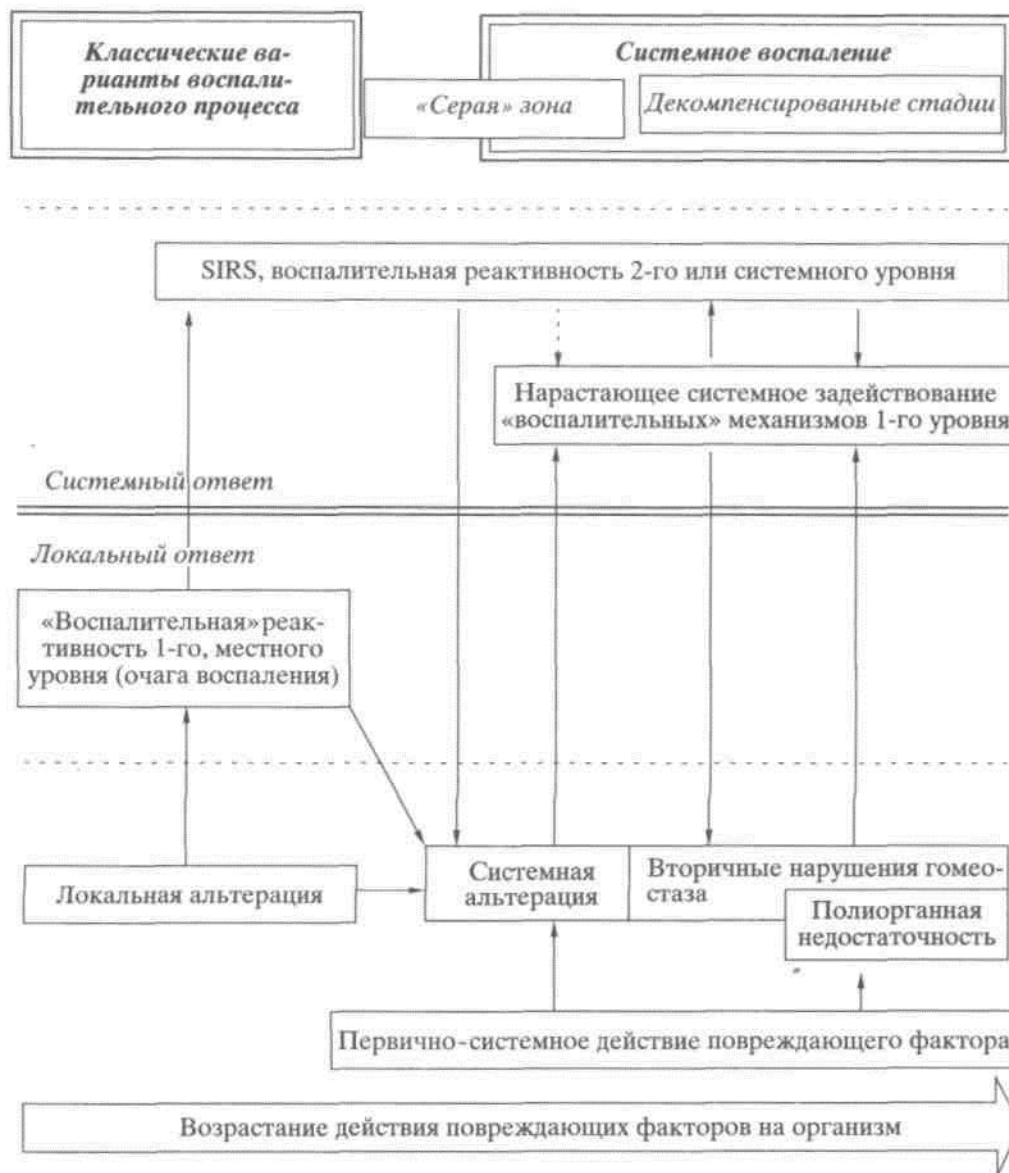 Классические ва-
рианты воспали-
тельного процесса
Системное воспаление
«Серая» зона
Декомпенсированные стадии
SIRS, воспалительная реактивность 2-го или системного уровня
Нарастающее системное задействование
«воспалительных» механизмов 1-го уровня
Системный ответ
Локальный ответ
«Воспалительная»реак-
тивность 1-го, местного
уровня (очага воспаления)
Локальная альтерация
Системная
альтерация
Вторичные нарушения гомео-
стаза
Полиорганная
недостаточность
Первично-системное действие повреждающего фактора
Возрастание действия повреждающих факторов на организм